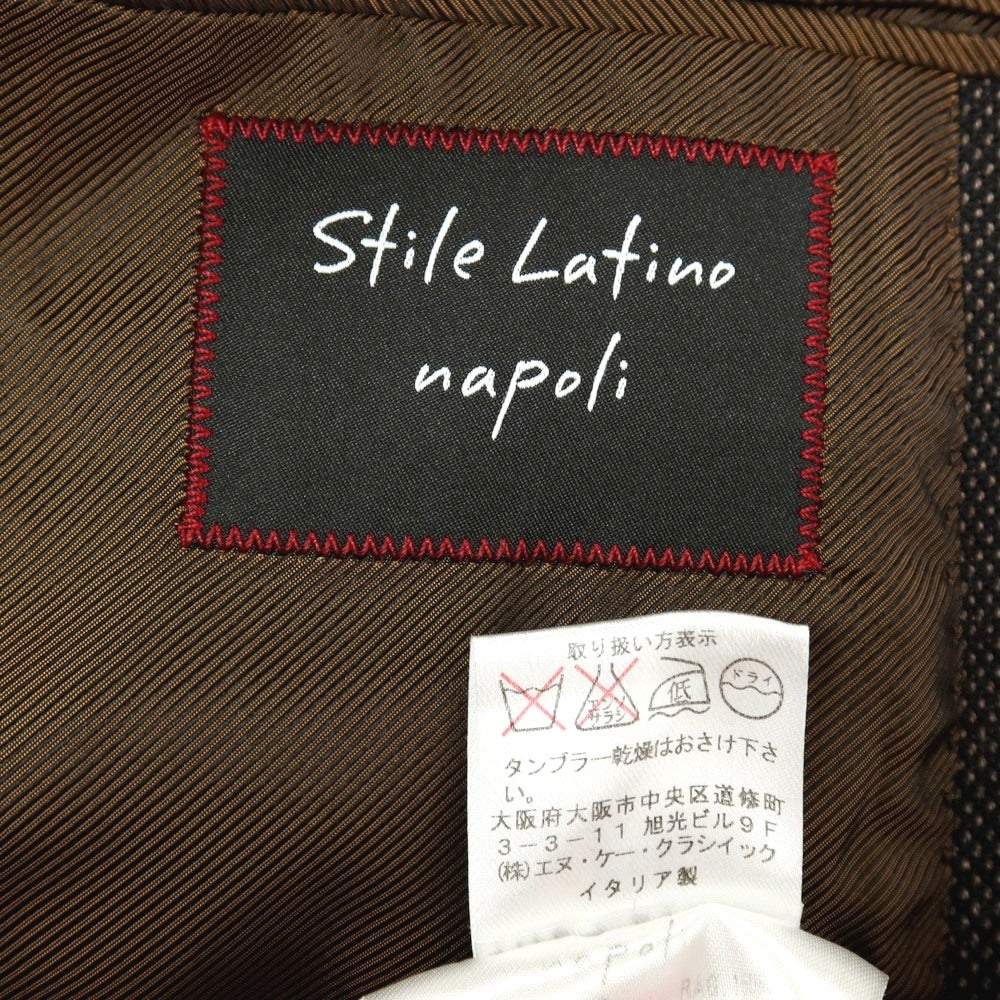 Stile Latino
napoli
取り扱い方表示
エンソ
サラシ
低
ドライ
タンブラー乾燥はおさけ下さ
い。
大阪府大阪市中央区道修町
3-3-11 旭光ビル9F
(株)エヌ・ケー・クラシイック
イタリア製
napoli